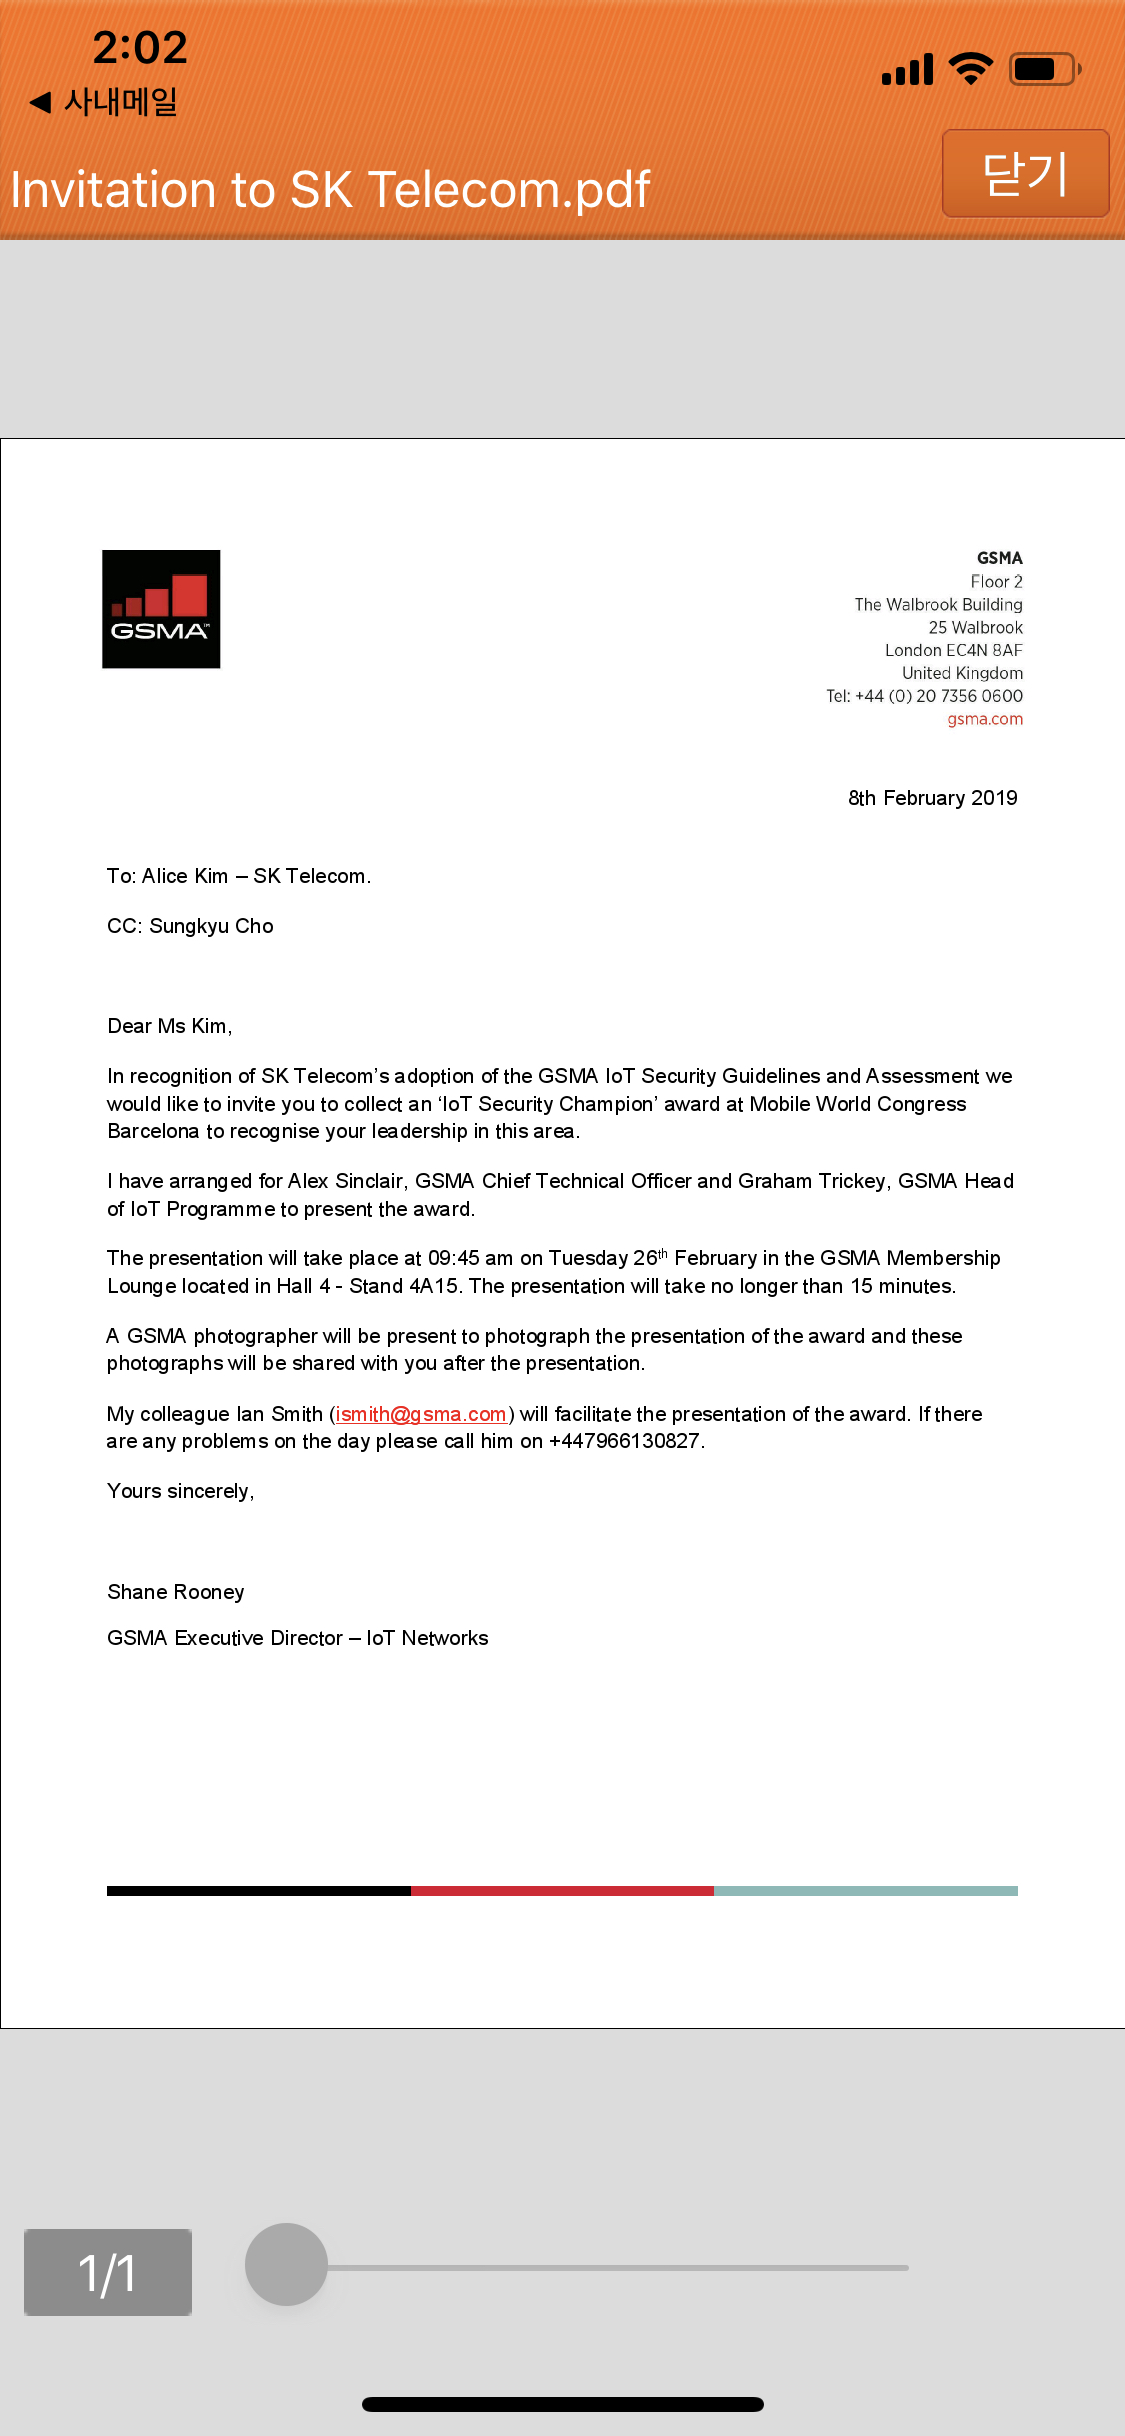 2:02
◀ 사내메일
Invitation to SK Telecom.pdf
닫기
GSMA™
GSMA
Floor 2
The Walbrook Building
25 Walbrook
London EC4N 8AF
United Kingdom
Tel: +44 (0) 20 7356 0600
gsma.com
8th February 2019
To: Alice Kim – SK Telecom.
CC: Sungkyu Cho
Dear Ms Kim,
In recognition of SK Telecom's adoption of the GSMA IoT Security Guidelines and Assessment we
would like to invite you to collect an ‘IoT Security Champion’ award at Mobile World Congress
Barcelona to recognise your leadership in this area.
I have arranged for Alex Sinclair, GSMA Chief Technical Officer and Graham Trickey, GSMA Head
of IoT Programme to present the award.
The presentation will take place at 09:45 am on Tuesday 26th February in the GSMA Membership
Lounge located in Hall 4 - Stand 4A15. The presentation will take no longer than 15 minutes.
A GSMA photographer will be present to photograph the presentation of the award and these
photographs will be shared with you after the presentation.
My colleague Ian Smith (ismith@gsma.com) will facilitate the presentation of the award. If there
are any problems on the day please call him on +447966130827.
Yours sincerely,
Shane Rooney
GSMA Executive Director – IoT Networks
1/1